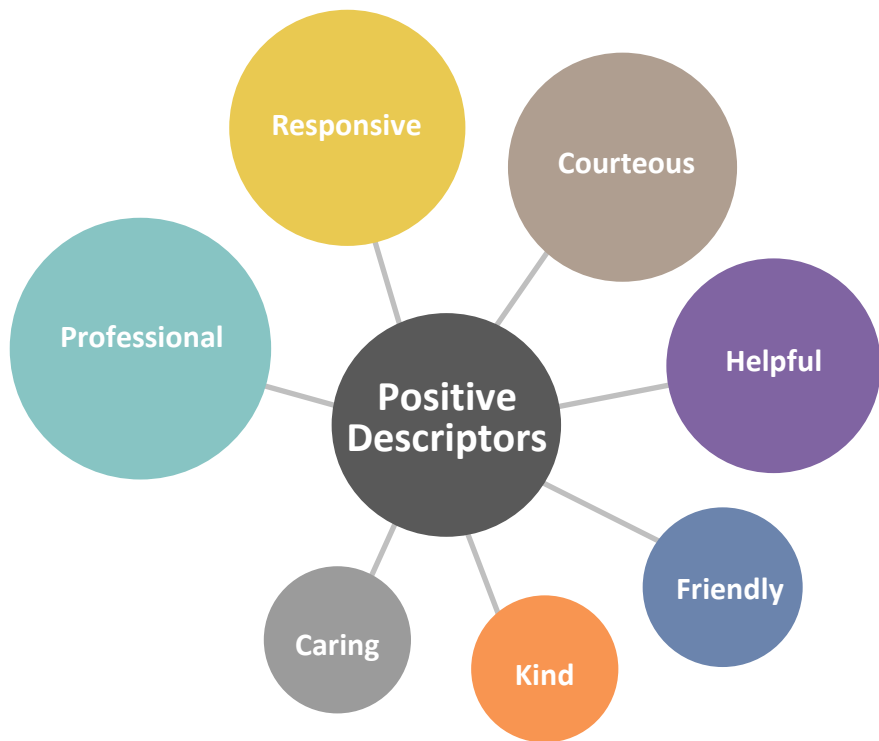 Responsive
Courteous
Professional
Helpful
Positive
Descriptors
Friendly
Caring
Kind